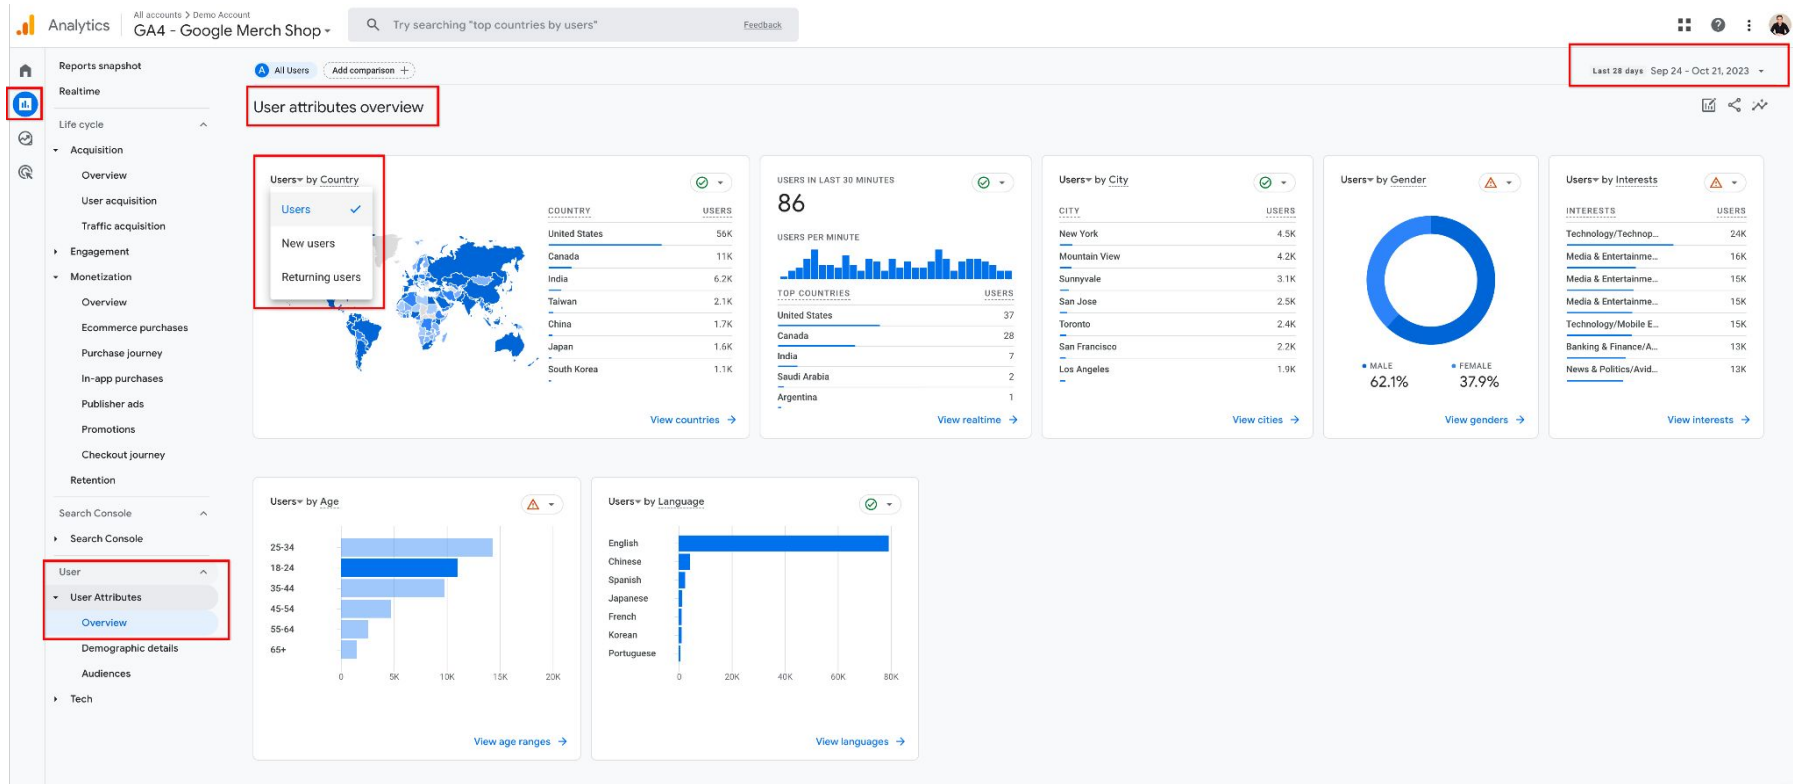 All accounts > Demo Account
Analytics
GA4 - Google Merch Shop
Try searching "top countries by users"
Feedback
Reports snapshot
Realtime
Life cycle
Acquisition
Overview
User acquisition
Traffic acquisition
Engagement
Monetization
Overview
Ecommerce purchases
Purchase journey
In-app purchases
Publisher ads
Promotions
Checkout journey
Retention
Search Console
Search Console
User
User Attributes
Overview
Demographic details
Audiences
Tech
A All Users
Add comparison +
Last 28 days Sep 24 - Oct 21, 2023
User attributes overview
Users by Country
Users
New users
Returning users
COUNTRY USERS
United States 56K
Canada 11K
India 6.2K
Taiwan 2.1K
China 1.7K
Japan 1.6K
South Korea 1.1K
View countries
USERS IN LAST 30 MINUTES
86
USERS PER MINUTE
TOP COUNTRIES USERS
United States 37
Canada 28
India 7
Saudi Arabia 2
Argentina 1
View realtime
Users by City
CITY USERS
New York 4.5K
Mountain View 4.2K
Sunnyvale 3.1K
San Jose 2.5K
Toronto 2.4K
San Francisco 2.2K
Los Angeles 1.9K
View cities
Users by Gender
MALE FEMALE
62.1% 37.9%
View genders
Users by Interests
INTERESTS USERS
Technology/Technop... 24K
Media & Entertainme... 16K
Media & Entertainme... 15K
Media & Entertainme... 15K
Technology/Mobile E... 15K
Banking & Finance/A... 13K
News & Politics/Avid... 13K
View interests
Users by Age
25-34
18-24
35-44
45-54
55-64
65+
0 5K 10K 15K 20K
View age ranges
Users by Language
English
Chinese
Spanish
Japanese
French
Korean
Portuguese
0 20K 40K 60K 80K
View languages